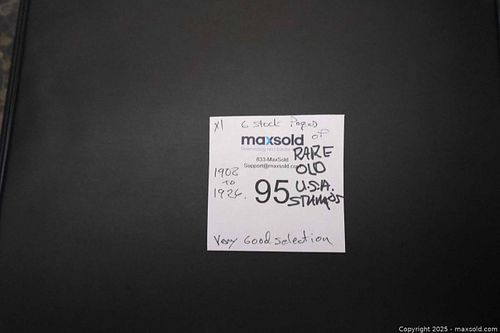 x1 6 stock Pages
of
maxsold
833-MaxSold
Support@maxsold.com
RARE
OLD
U.S.A.
STAMPS
1908
TO
1926.
95
Very Good selection
Copyright © 2025 - maxsold.com